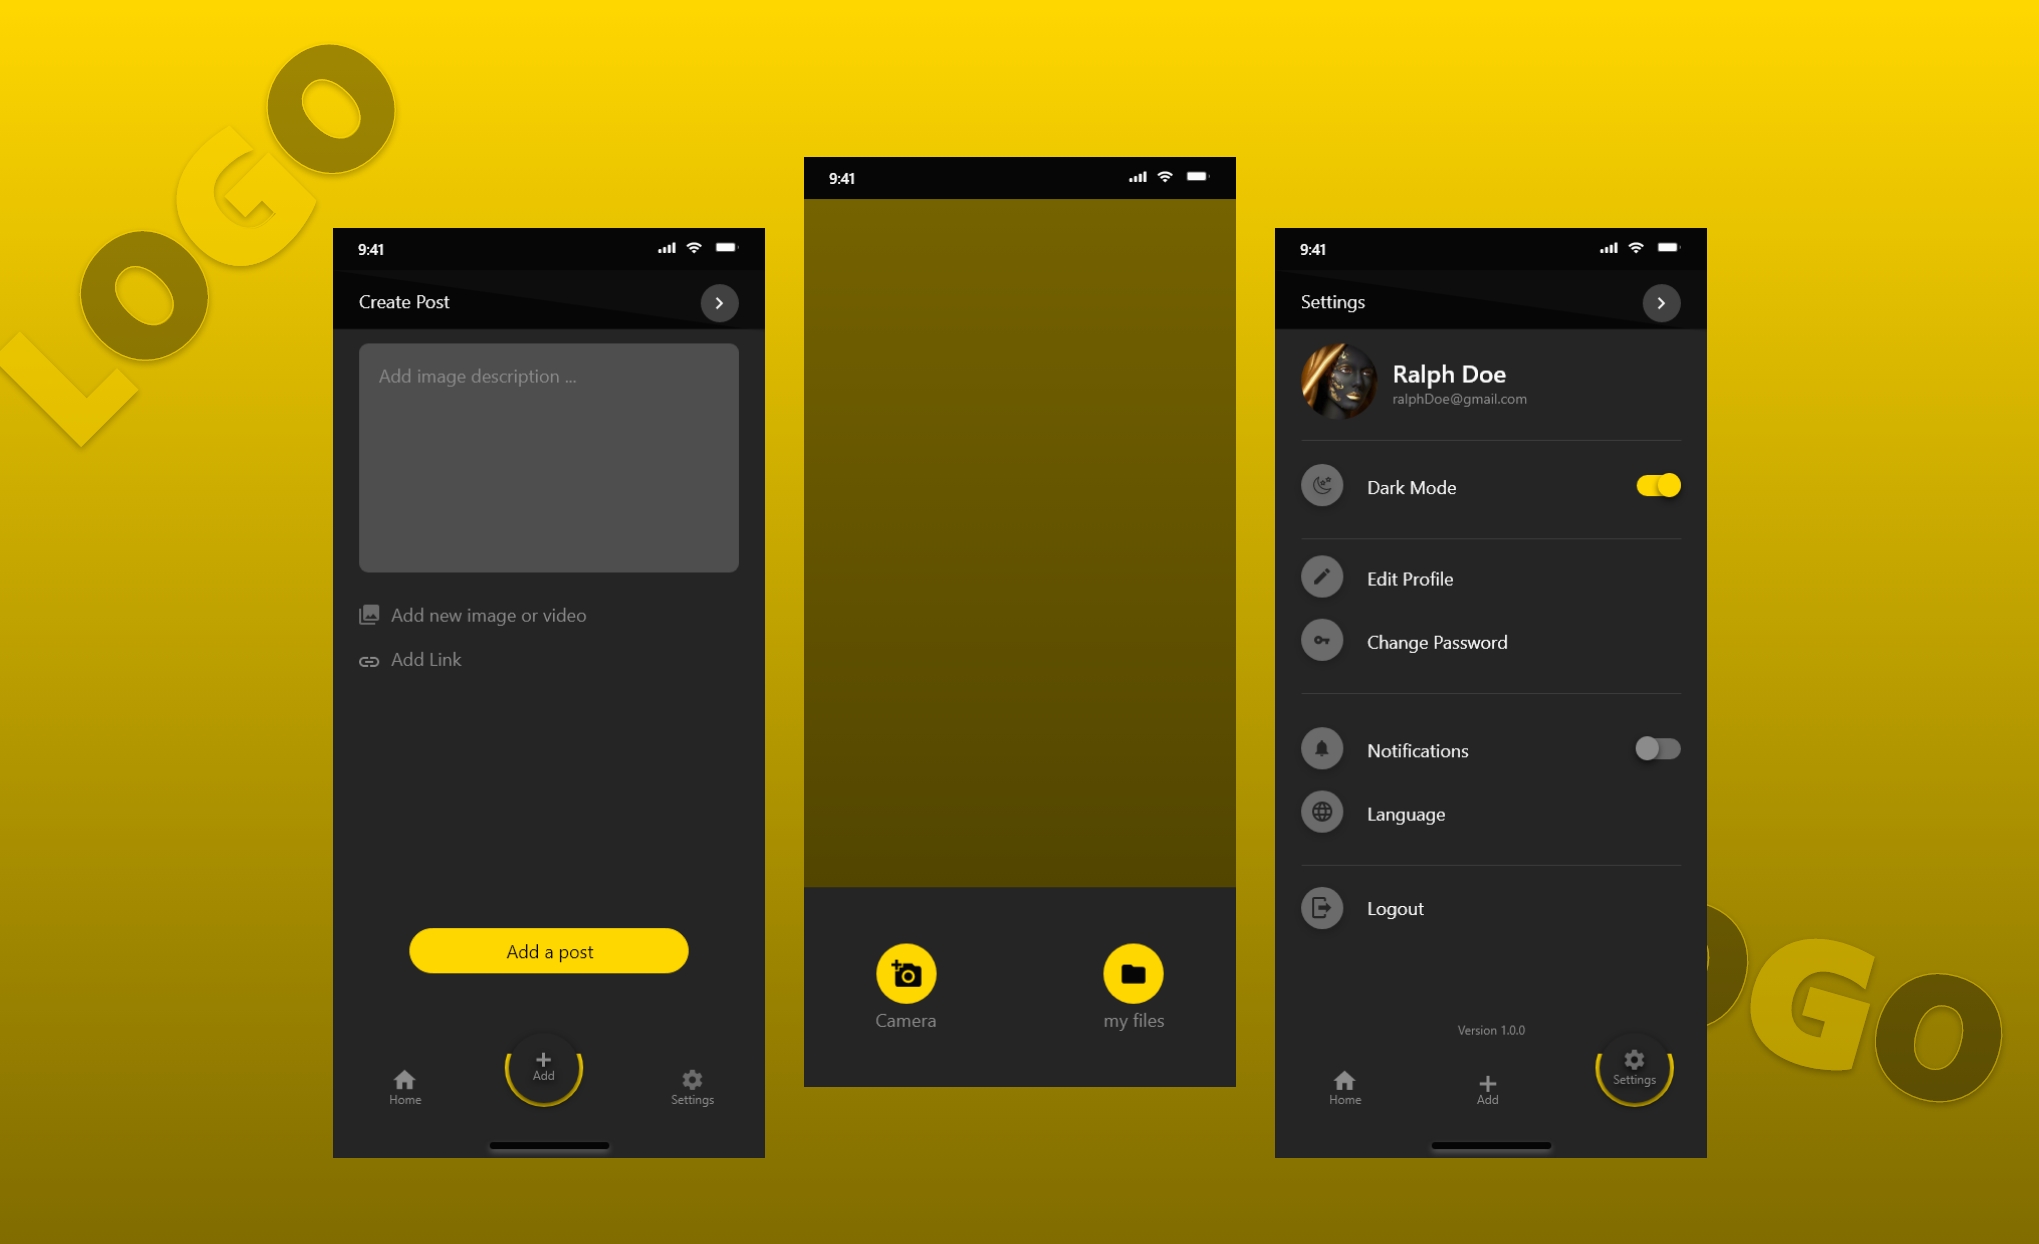 LOGO
9:41
Create Post
Add image description ...
Add new image or video
Add Link
Add a post
Home
Add
Settings
9:41
Camera
my files
9:41
Settings
Ralph Doe
ralphDoe@gmail.com
Dark Mode
Edit Profile
Change Password
Notifications
Language
Logout
Version 1.0.0
Home
Add
Settings
OGO